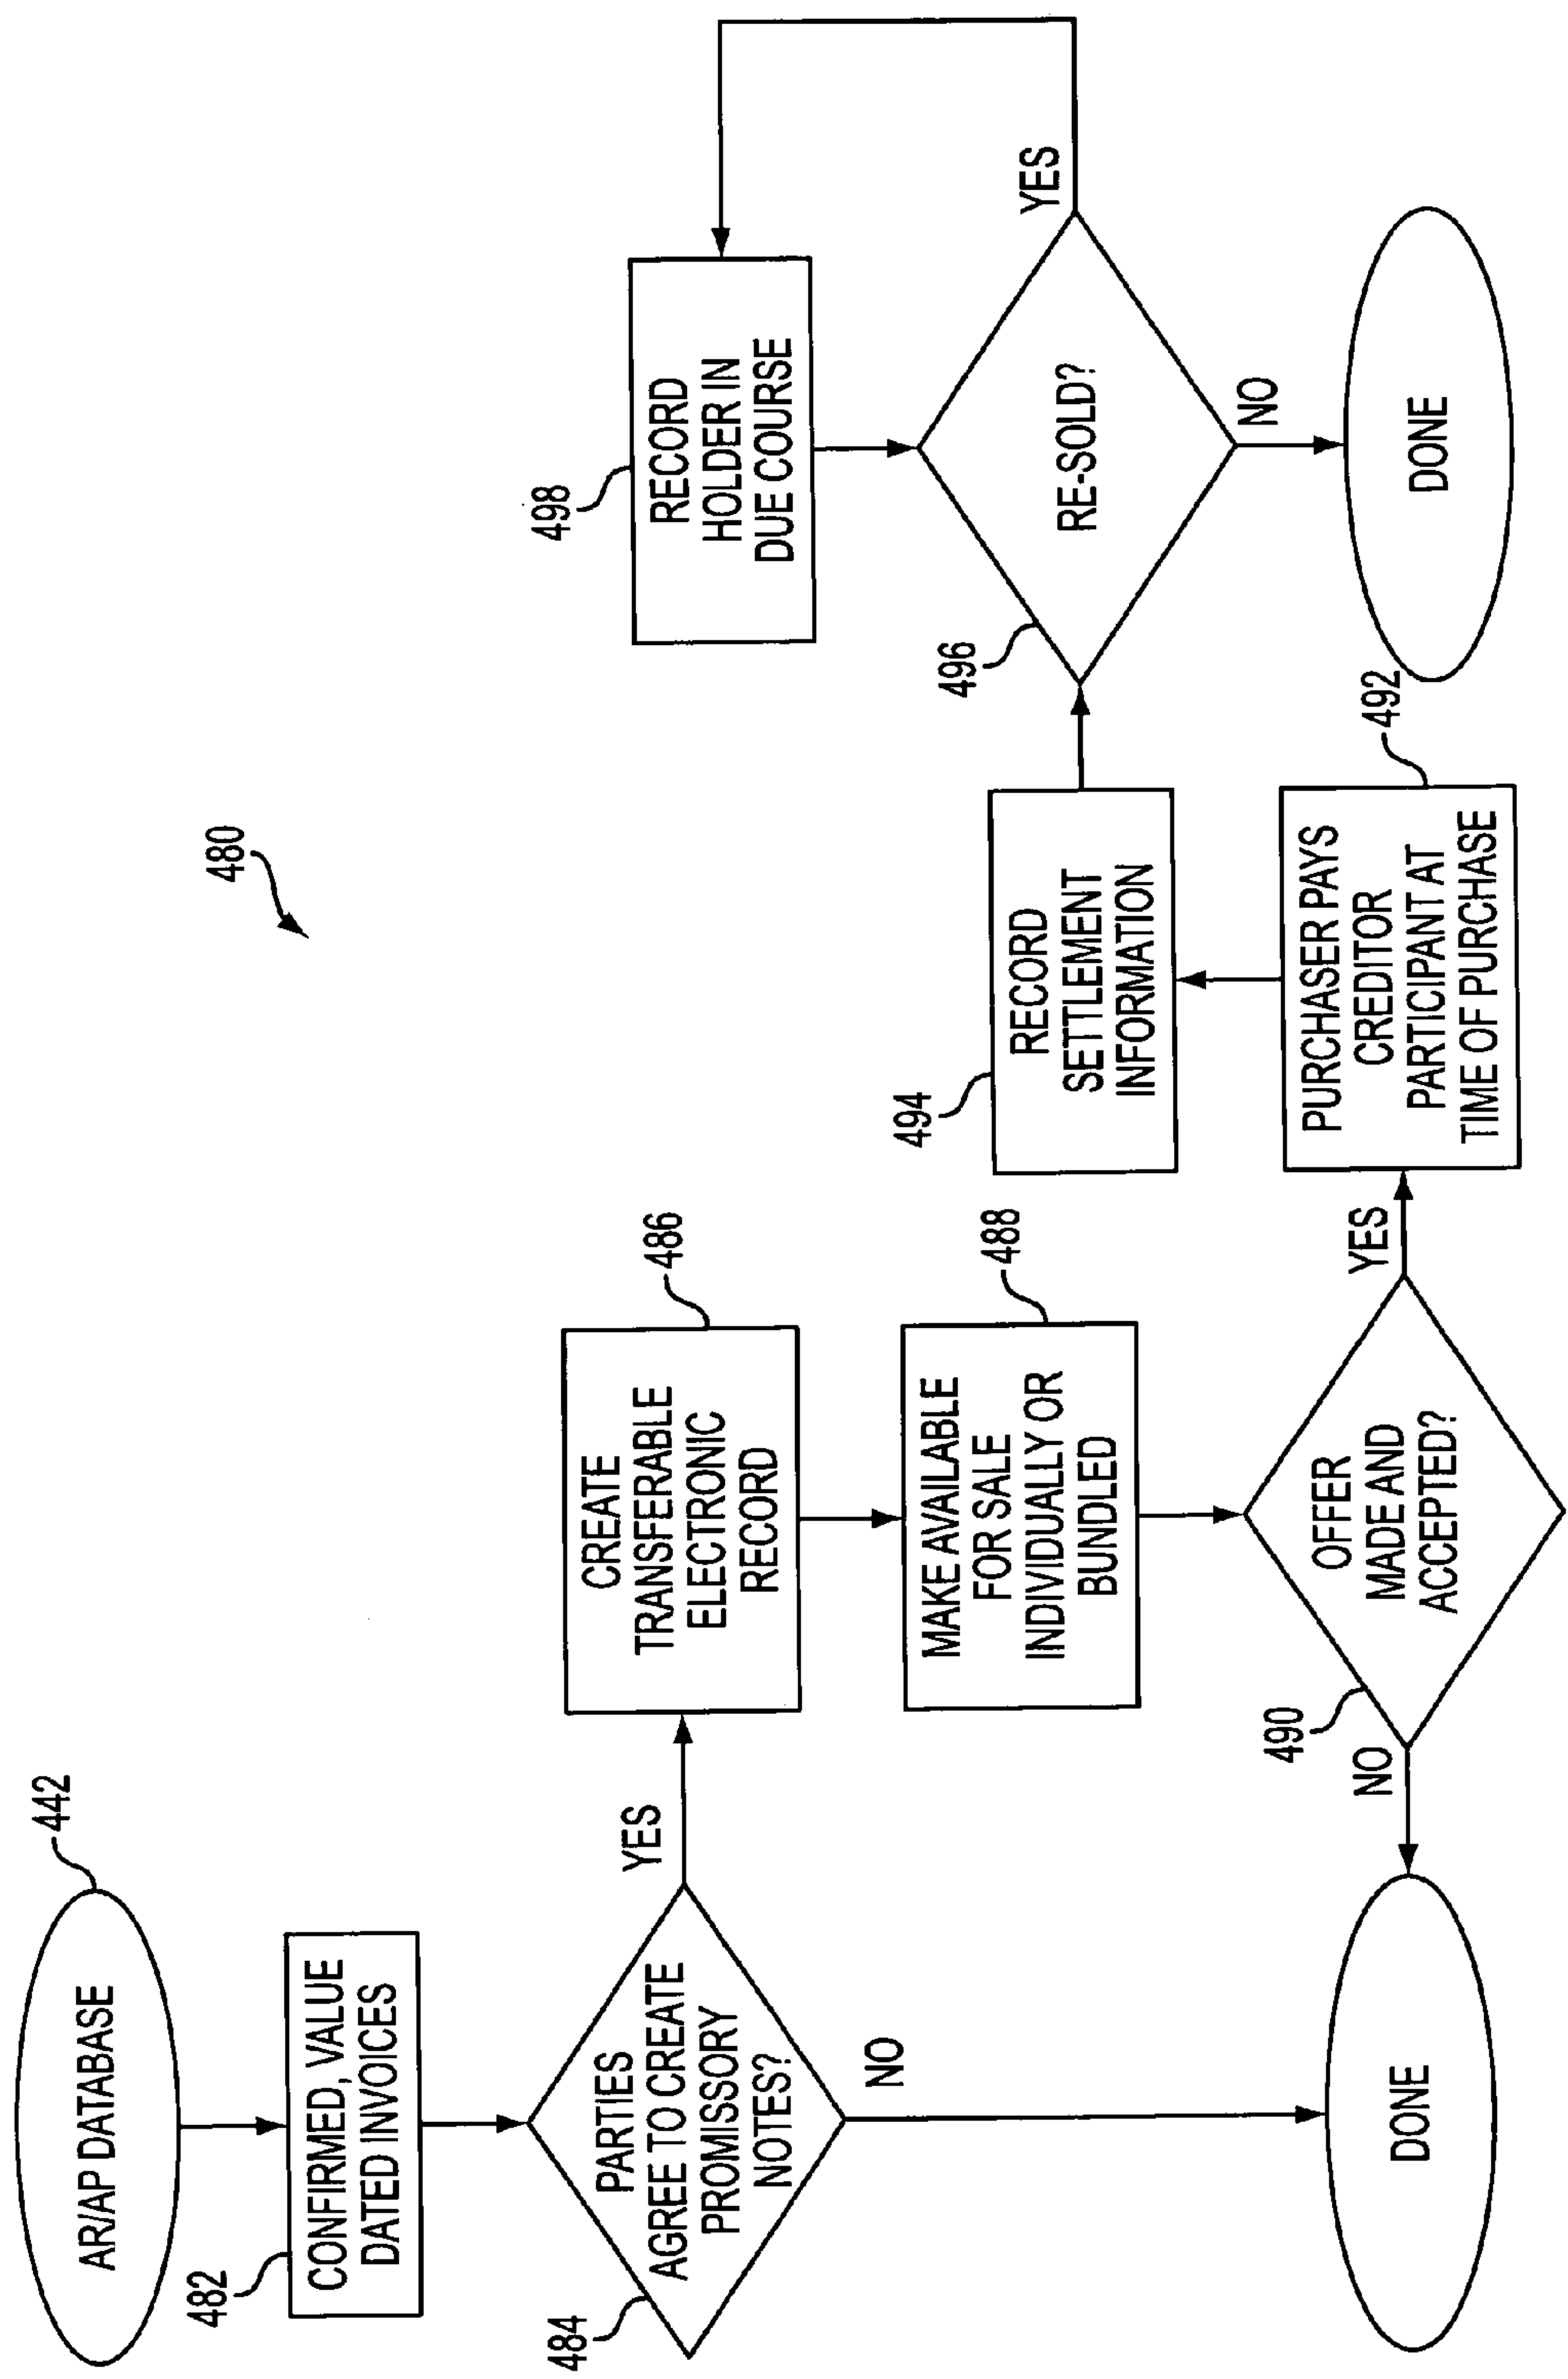 480
442
AR/AP DATABASE
482
CONFIRMED, VALUE
DATED INVOICES
484
PARTIES
AGREE TO CREATE
PROMISSORY
NOTES?
YES
NO
DONE
486
CREATE
TRANSFERABLE
ELECTRONIC
RECORD
488
MAKE AVAILABLE
FOR SALE
INDIVIDUALLY OR
BUNDLED
490
OFFER
MADE AND
ACCEPTED?
NO
YES
492
PURCHASER PAYS
CREDITOR
PARTICIPANT AT
TIME OF PURCHASE
494
RECORD
SETTLEMENT
INFORMATION
496
RE-SOLD?
YES
NO
498
RECORD
HOLDER IN
DUE COURSE
DONE